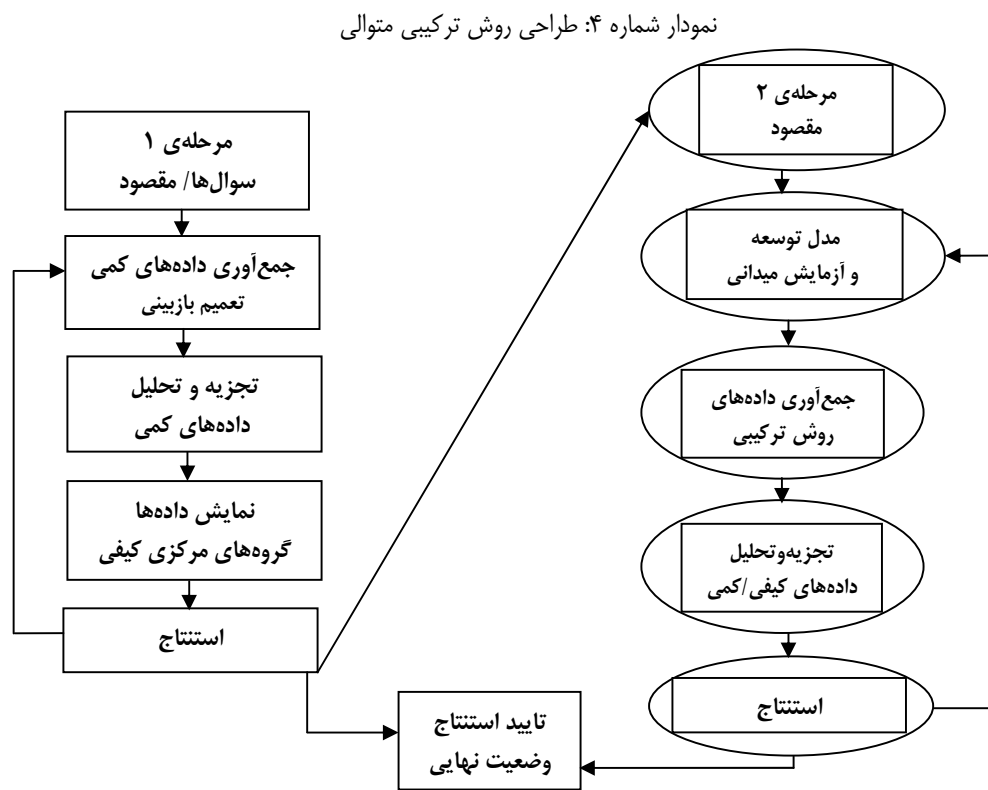 نمودار شماره ۴: طراحی روش ترکیبی متوالی
مرحله‌ی ۱
سوال‌ها/ مقصود
جمع‌آوری داده‌های کمی
تعمیم بازبینی
تجزیه و تحلیل
داده‌های کمی
نمایش داده‌ها
گروه‌های مرکزی کیفی
استنتاج
مرحله‌ی ۲
مقصود
مدل توسعه
و آزمایش میدانی
جمع‌آوری داده‌های
روش ترکیبی
تجزیه‌وتحلیل
داده‌های کیفی/کمی
استنتاج
تایید استنتاج
وضعیت نهایی